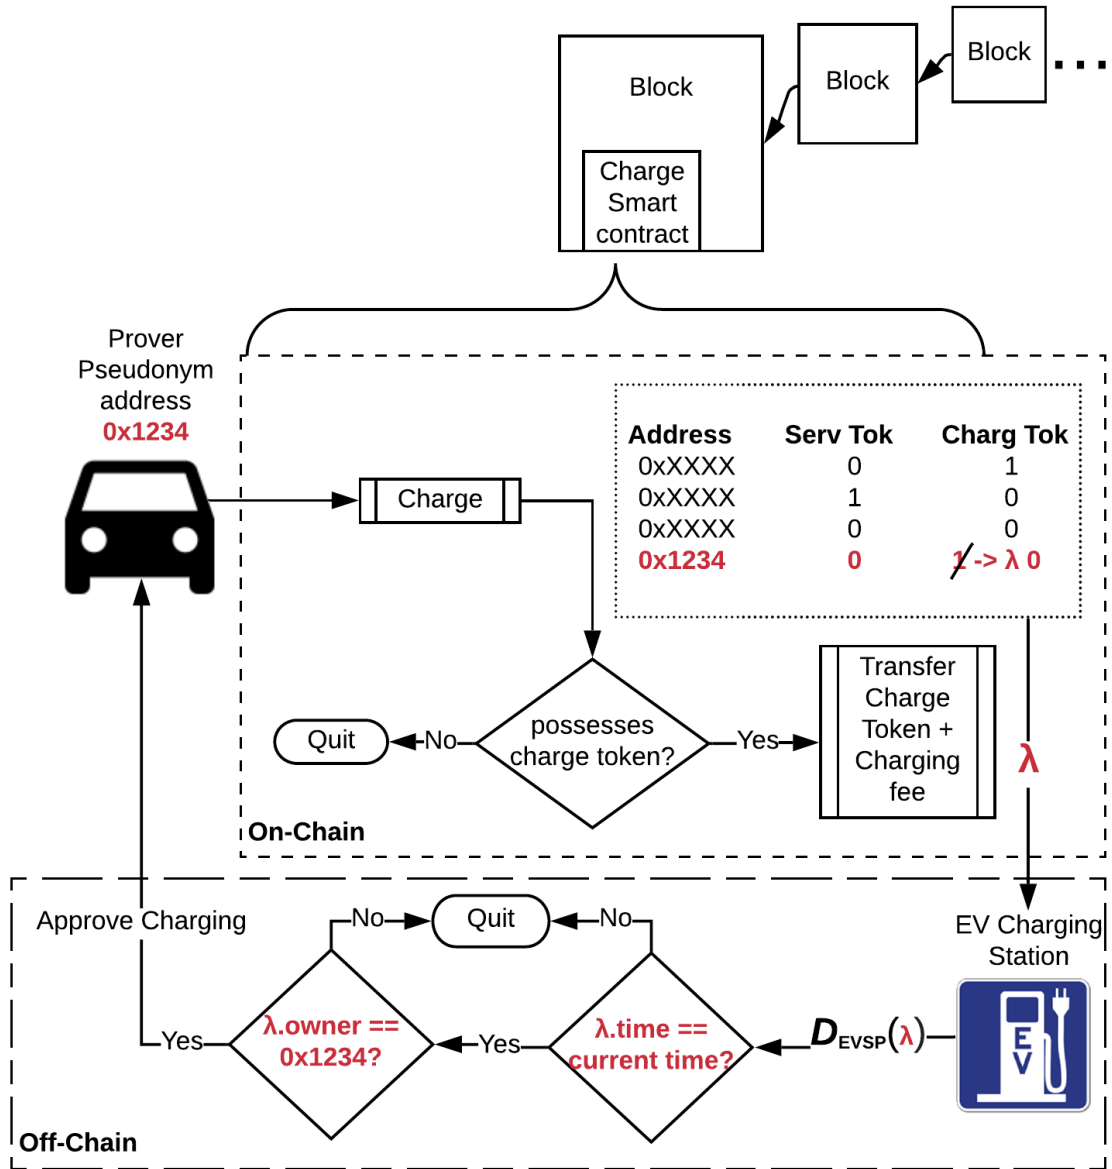 Block
Block
Block
...
Charge
Smart
contract
Prover
Pseudonym
address
0x1234
Address Serv Tok Charg Tok
0xXXXX 0 1
0xXXXX 1 0
0xXXXX 0 0
0x1234 0 1 -> λ 0
Charge
possesses
charge token?
No
Quit
Yes
Transfer
Charge
Token +
Charging
fee
λ
On-Chain
Approve Charging
No
Quit
No
EV Charging
Station
EV
D EVSP(λ)
λ.time ==
current time?
Yes
λ.owner ==
0x1234?
Yes
Off-Chain